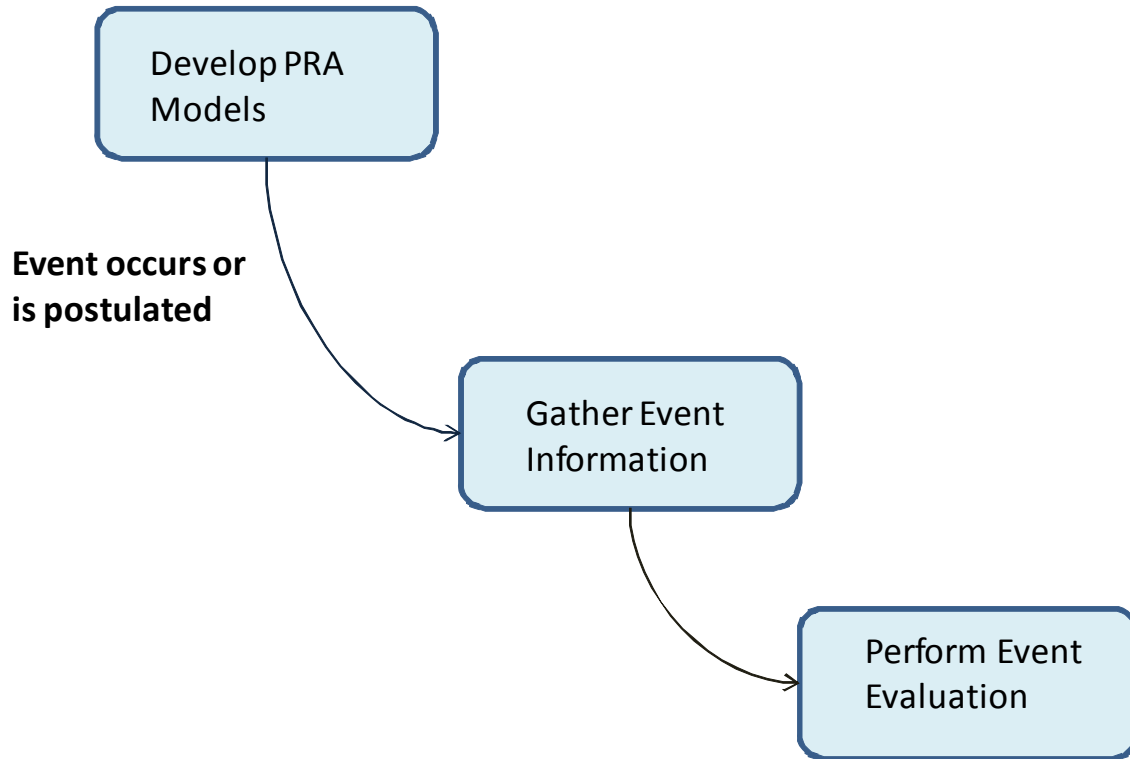 Develop PRA
Models
Event occurs or
is postulated
Gather Event
Information
Perform Event
Evaluation